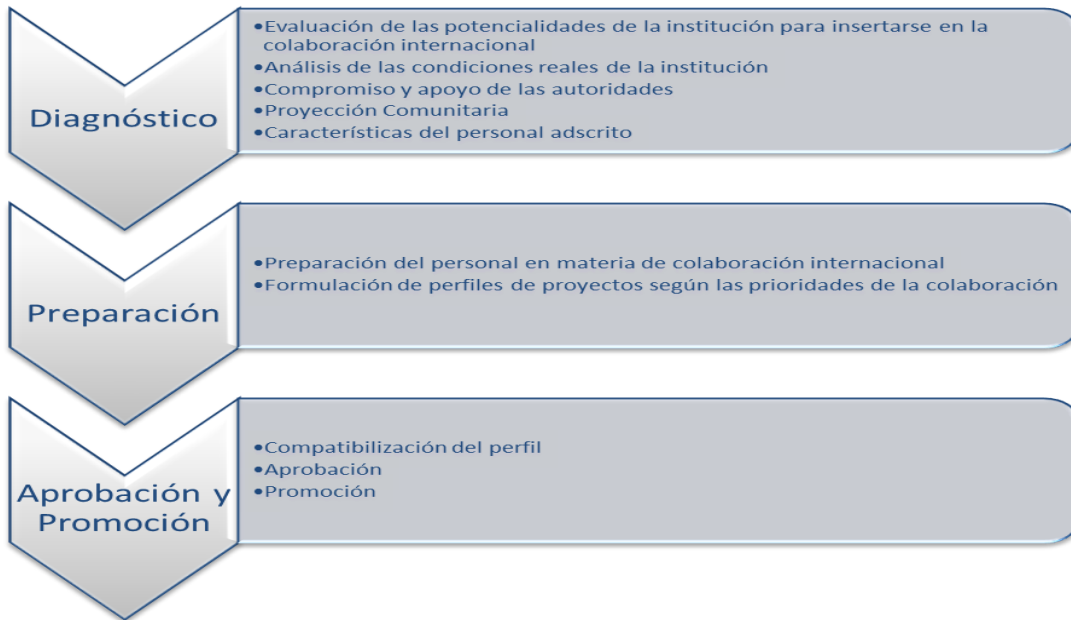 Diagnóstico
•Evaluación de las potencialidades de la institución para insertarse en la
colaboración internacional
•Análisis de las condiciones reales de la institución
•Compromiso y apoyo de las autoridades
•Proyección Comunitaria
•Características del personal adscrito
Preparación
•Preparación del personal en materia de colaboración internacional
•Formulación de perfiles de proyectos según las prioridades de la colaboración
Aprobación y
Promoción
•Compatibilización del perfil
•Aprobación
•Promoción